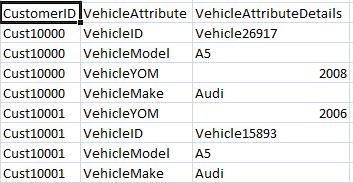 CustomerID VehicleAttribute VehicleAttributeDetails
Cust10000 VehicleID Vehicle26917
Cust10000 VehicleModel A5
Cust10000 VehicleYOM 2008
Cust10000 VehicleMake Audi
Cust10001 VehicleYOM 2006
Cust10001 VehicleID Vehicle15893
Cust10001 VehicleModel A5
Cust10001 VehicleMake Audi